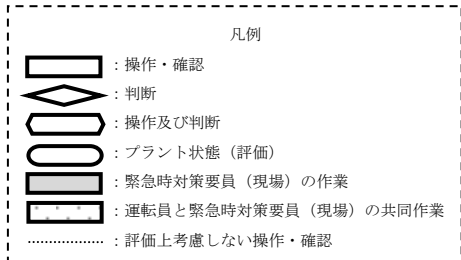 凡例
：操作・確認
：判断
：操作及び判断
：プラント状態（評価）
：緊急時対策要員（現場）の作業
：運転員と緊急時対策要員（現場）の共同作業
：評価上考慮しない操作・確認